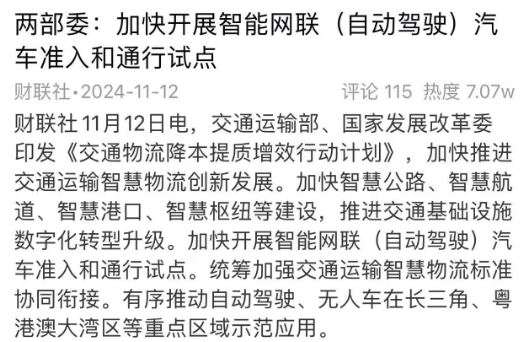 两部委：加快开展智能网联（自动驾驶）汽
车准入和通行试点
财联社·2024-11-12 评论 115 热度 7.07w
财联社11月12日电，交通运输部、国家发展改革委
印发《交通物流降本提质增效行动计划》，加快推进
交通运输智慧物流创新发展。加快智慧公路、智慧航
道、智慧港口、智慧枢纽等建设，推进交通基础设施
数字化转型升级。加快开展智能网联（自动驾驶）汽
车准入和通行试点。统筹加强交通运输智慧物流标准
协同衔接。有序推动自动驾驶、无人车在长三角、粤
港澳大湾区等重点区域示范应用。